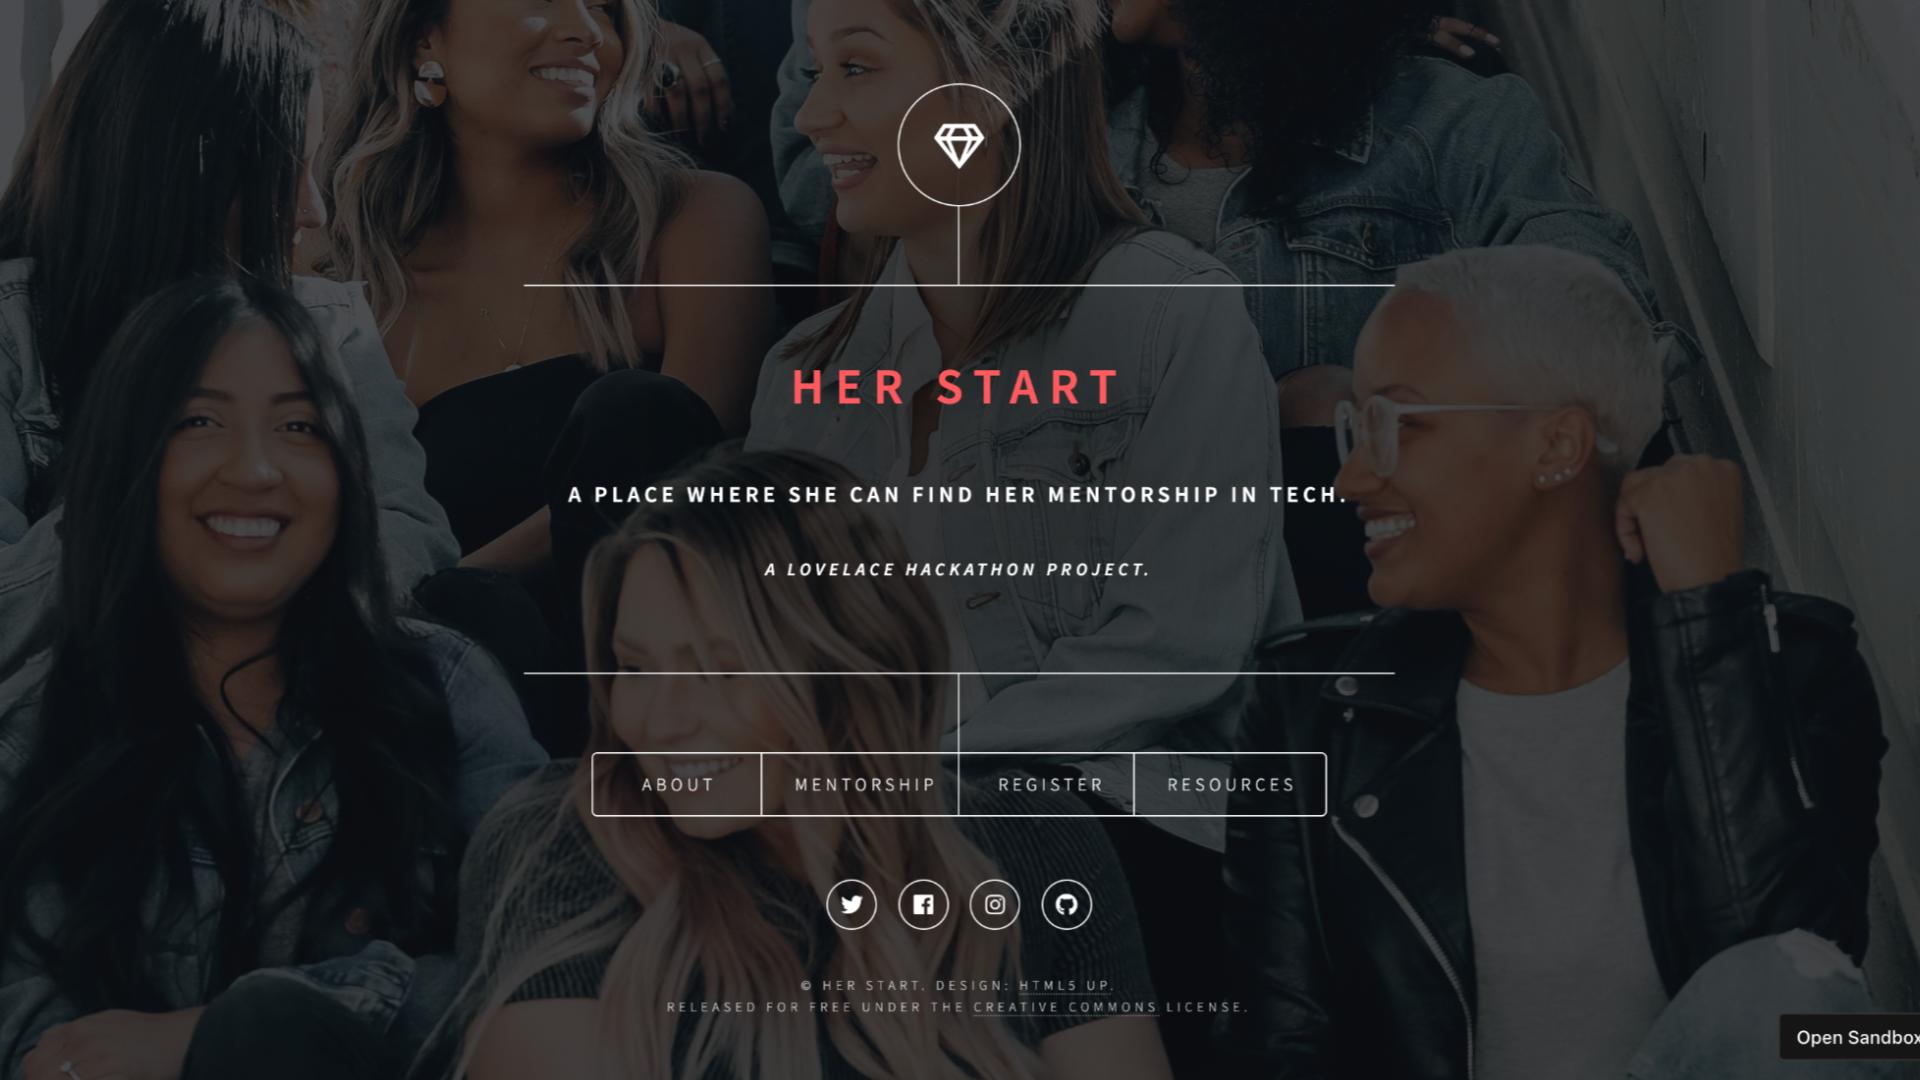 HER START
A PLACE WHERE SHE CAN FIND HER MENTORSHIP IN TECH.
A LOVELACE HACKATHON PROJECT.
ABOUT MENTORSHIP REGISTER RESOURCES
© HER START. DESIGN: HTML5 UP.
RELEASED FOR FREE UNDER THE CREATIVE COMMONS LICENSE.
Open Sandbox